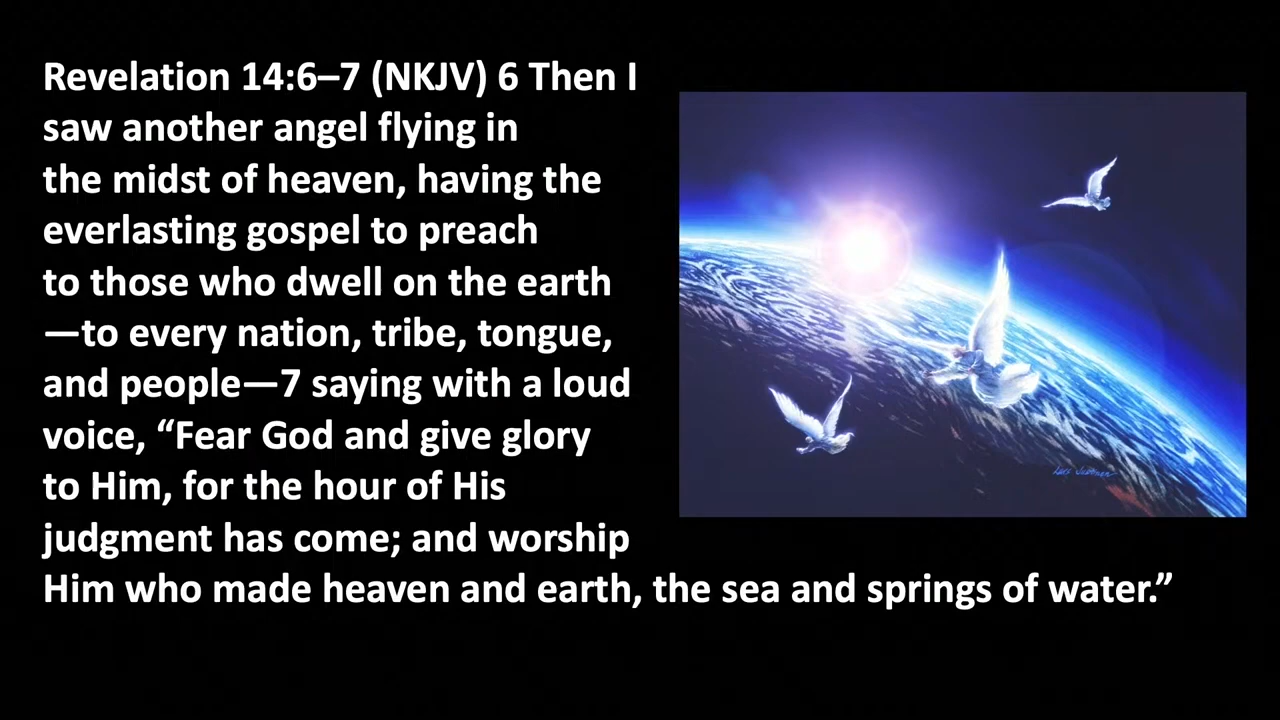 Revelation 14:6–7 (NKJV) 6 Then I
saw another angel flying in
the midst of heaven, having the
everlasting gospel to preach
to those who dwell on the earth
—to every nation, tribe, tongue,
and people—7 saying with a loud
voice, “Fear God and give glory
to Him, for the hour of His
judgment has come; and worship
Him who made heaven and earth, the sea and springs of water.”